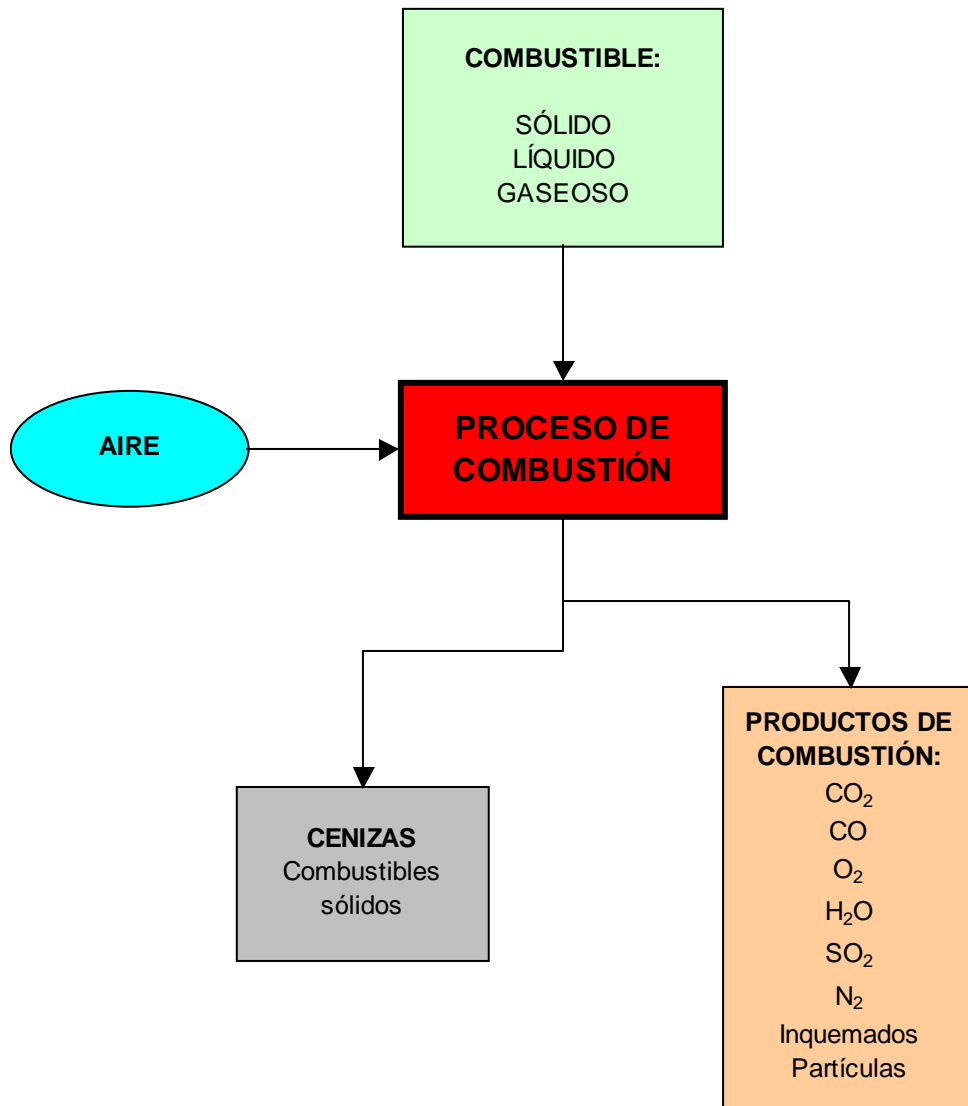 COMBUSTIBLE:
SÓLIDO
LÍQUIDO
GASEOSO
AIRE
PROCESO DE
COMBUSTIÓN
CENIZAS
Combustibles
sólidos
PRODUCTOS DE
COMBUSTIÓN:
CO₂
CO
O₂
H₂O
SO₂
N₂
Inquemados
Partículas